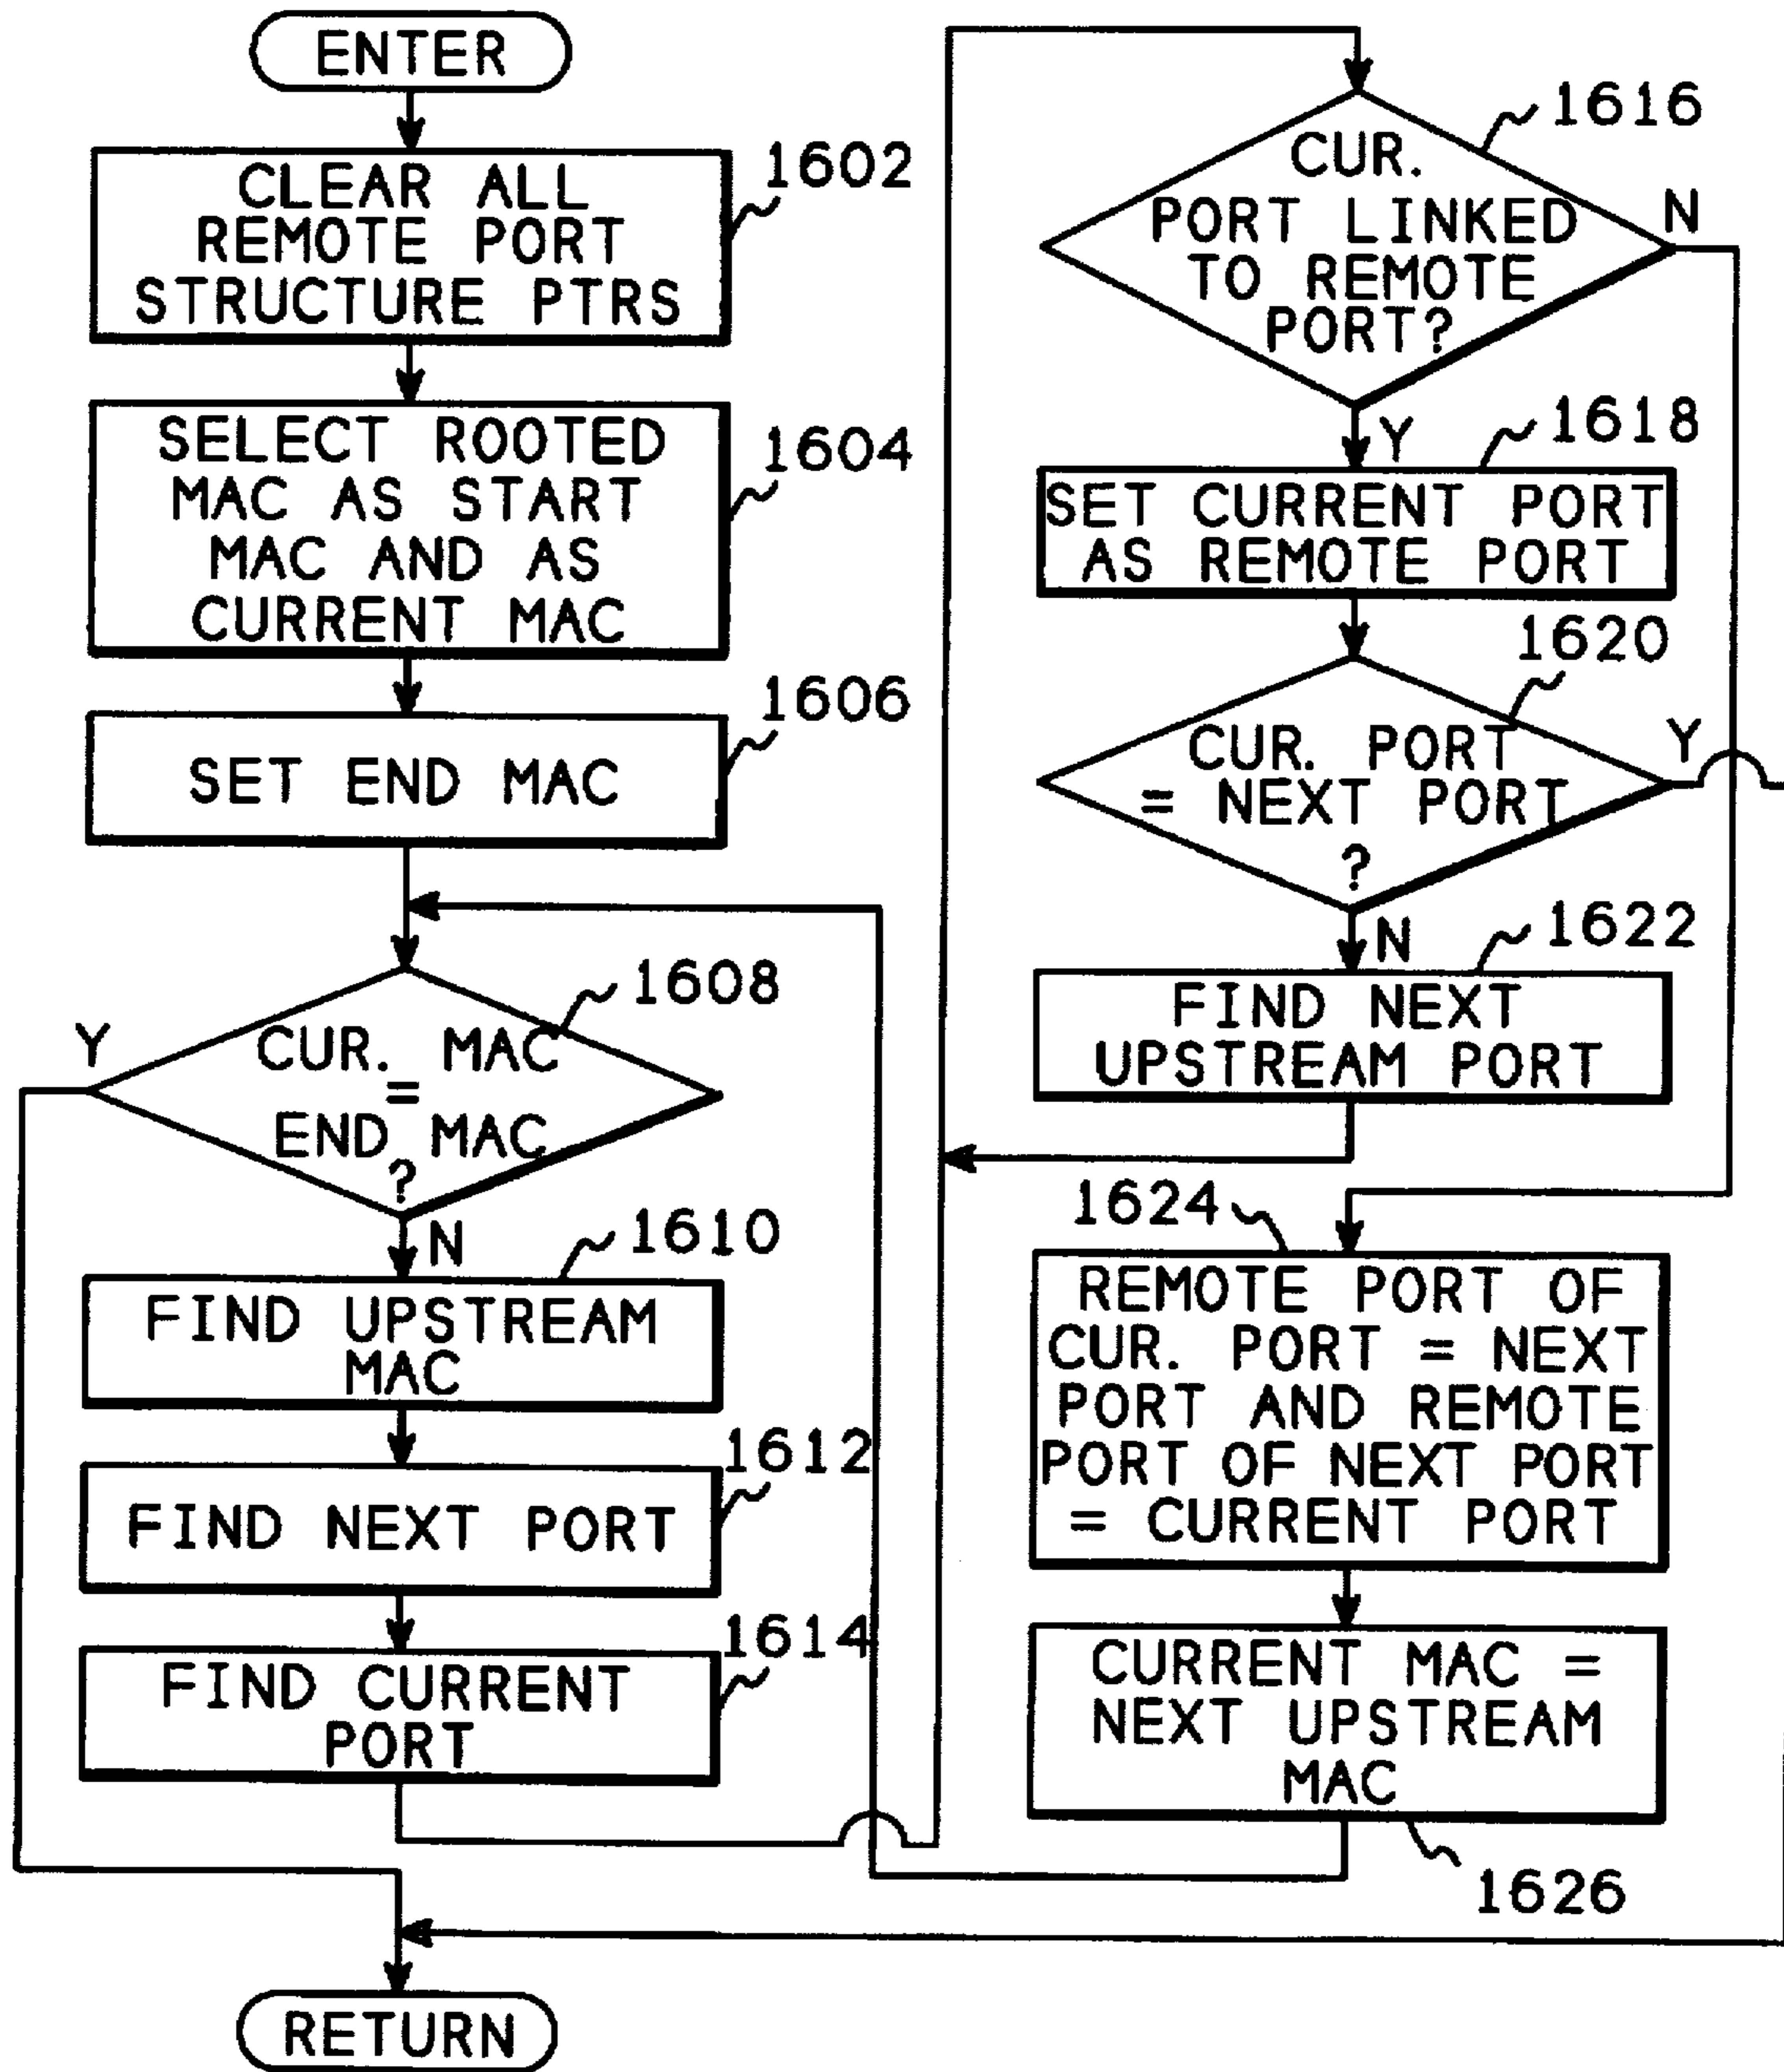 ENTER
CLEAR ALL
REMOTE PORT
STRUCTURE PTRS
1602
SELECT ROOTED
MAC AS START
MAC AND AS
CURRENT MAC
1604
SET END MAC
1606
CUR. MAC
=
END MAC
?
1608
Y
N
FIND UPSTREAM
MAC
1610
FIND NEXT PORT
1612
FIND CURRENT
PORT
1614
RETURN
CUR.
PORT LINKED
TO REMOTE
PORT?
1616
N
Y
SET CURRENT PORT
AS REMOTE PORT
1618
CUR. PORT
= NEXT PORT
?
1620
Y
N
FIND NEXT
UPSTREAM PORT
1622
1624
REMOTE PORT OF
CUR. PORT = NEXT
PORT AND REMOTE
PORT OF NEXT PORT
= CURRENT PORT
CURRENT MAC =
NEXT UPSTREAM
MAC
1626